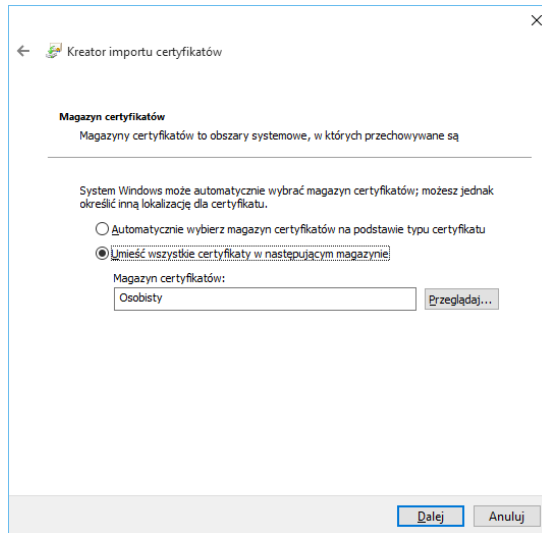 Kreator importu certyfikatów
Magazyn certyfikatów
Magazyny certyfikatów to obszary systemowe, w których przechowywane są
System Windows może automatycznie wybrać magazyn certyfikatów; możesz jednak
określić inną lokalizację dla certyfikatu.
Automatycznie wybierz magazyn certyfikatów na podstawie typu certyfikatu
Umieść wszystkie certyfikaty w następującym magazynie
Magazyn certyfikatów:
Osobisty
Przeglądaj...
Dalej
Anuluj